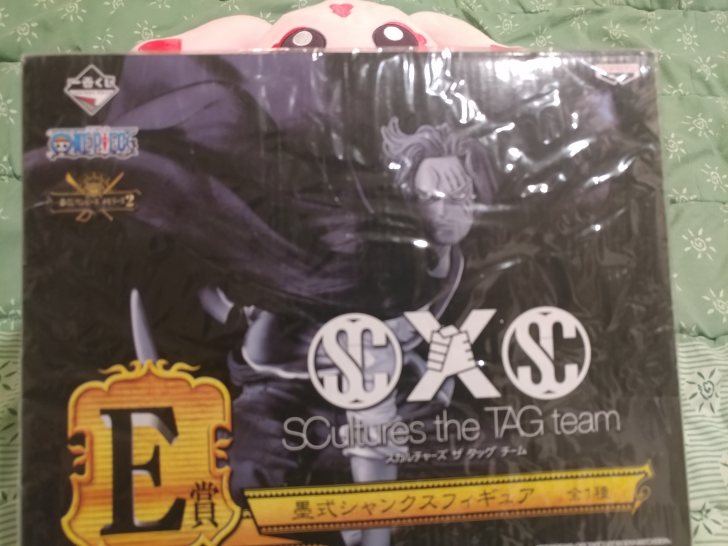 一番くじ
ONE PIECE
SC X SC
SCultures the TAG team
スカルチャーズ ザ タッグ チーム
E賞
墨式シャンクスフィギュア 全1種